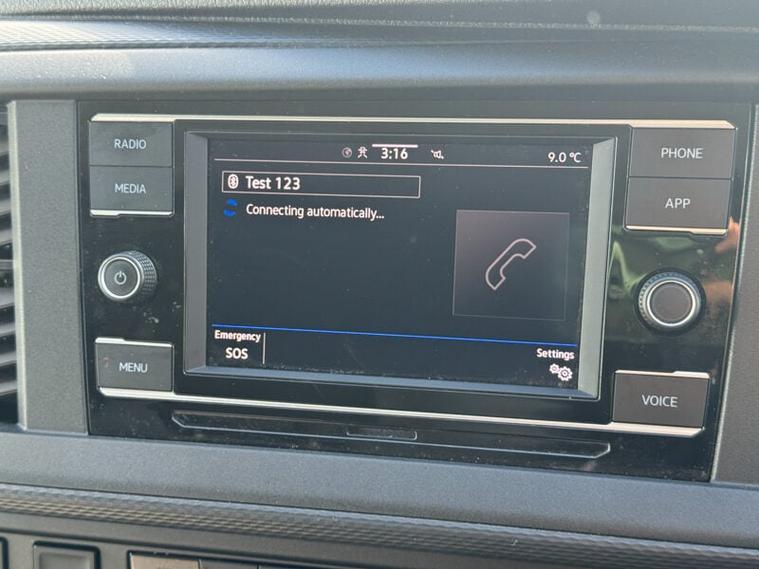 RADIO
MEDIA
MENU
3:16
9.0 °C
Test 123
Connecting automatically...
Emergency
SOS
Settings
PHONE
APP
VOICE